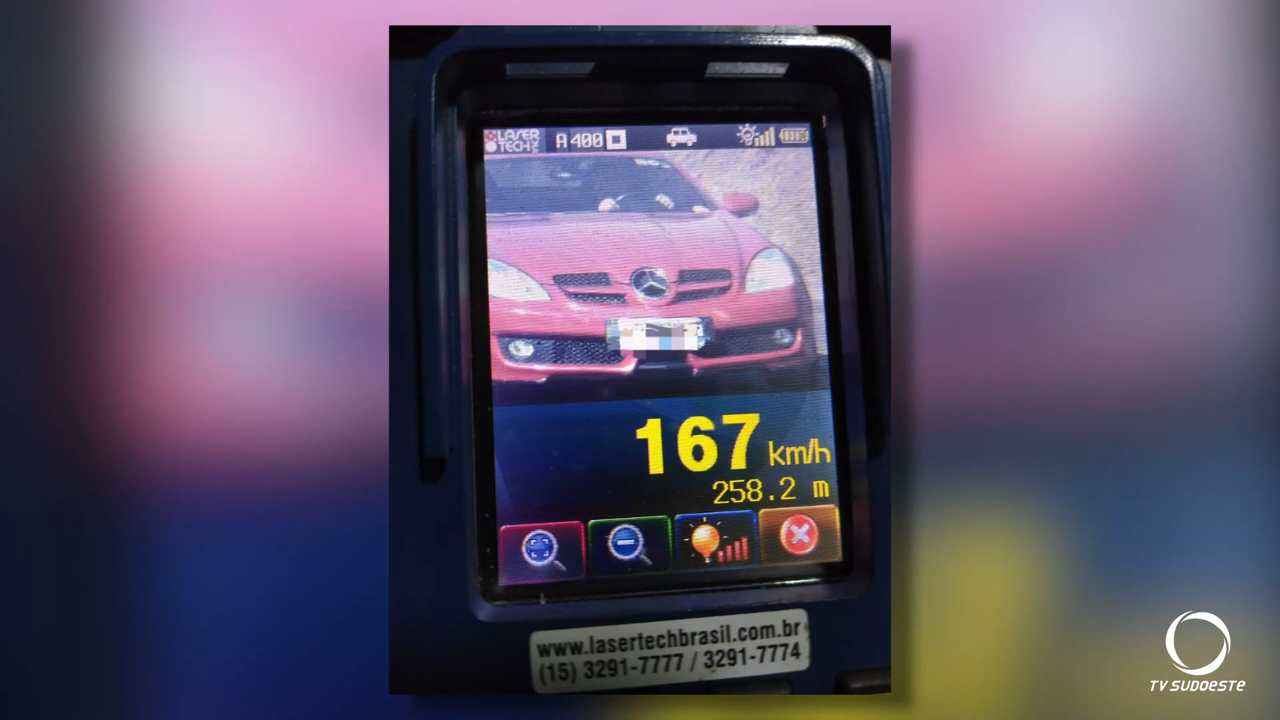 LASER
TECH
A 400
167 km/h
258.2 m
www.lasertechbrasil.com.br
(15) 3291-7777 / 3291-7774
TV SUDOESTE